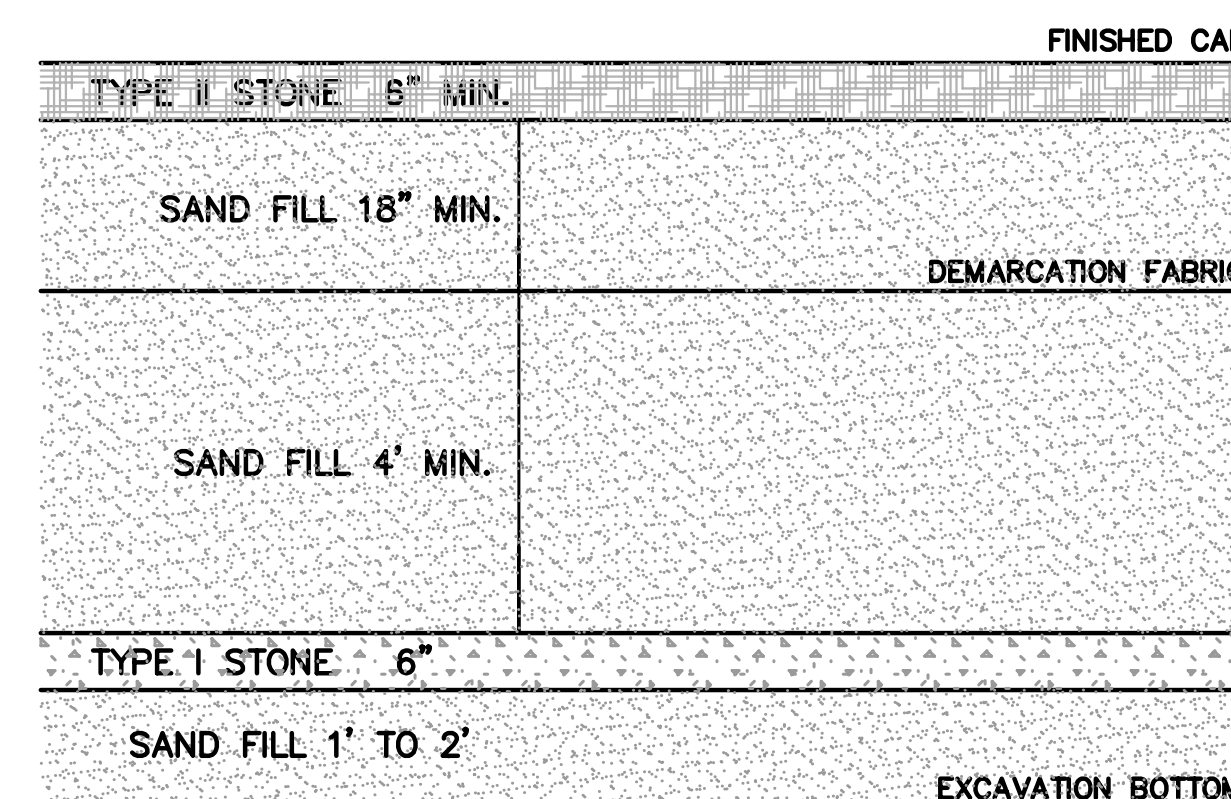 FINISHED
TYPE II STONE 6" MIN.
SAND FILL 18" MIN.
DEMARCATION
SAND FILL 4' MIN.
TYPE I STONE 6"
SAND FILL 1' TO 2'
EXCAVATION